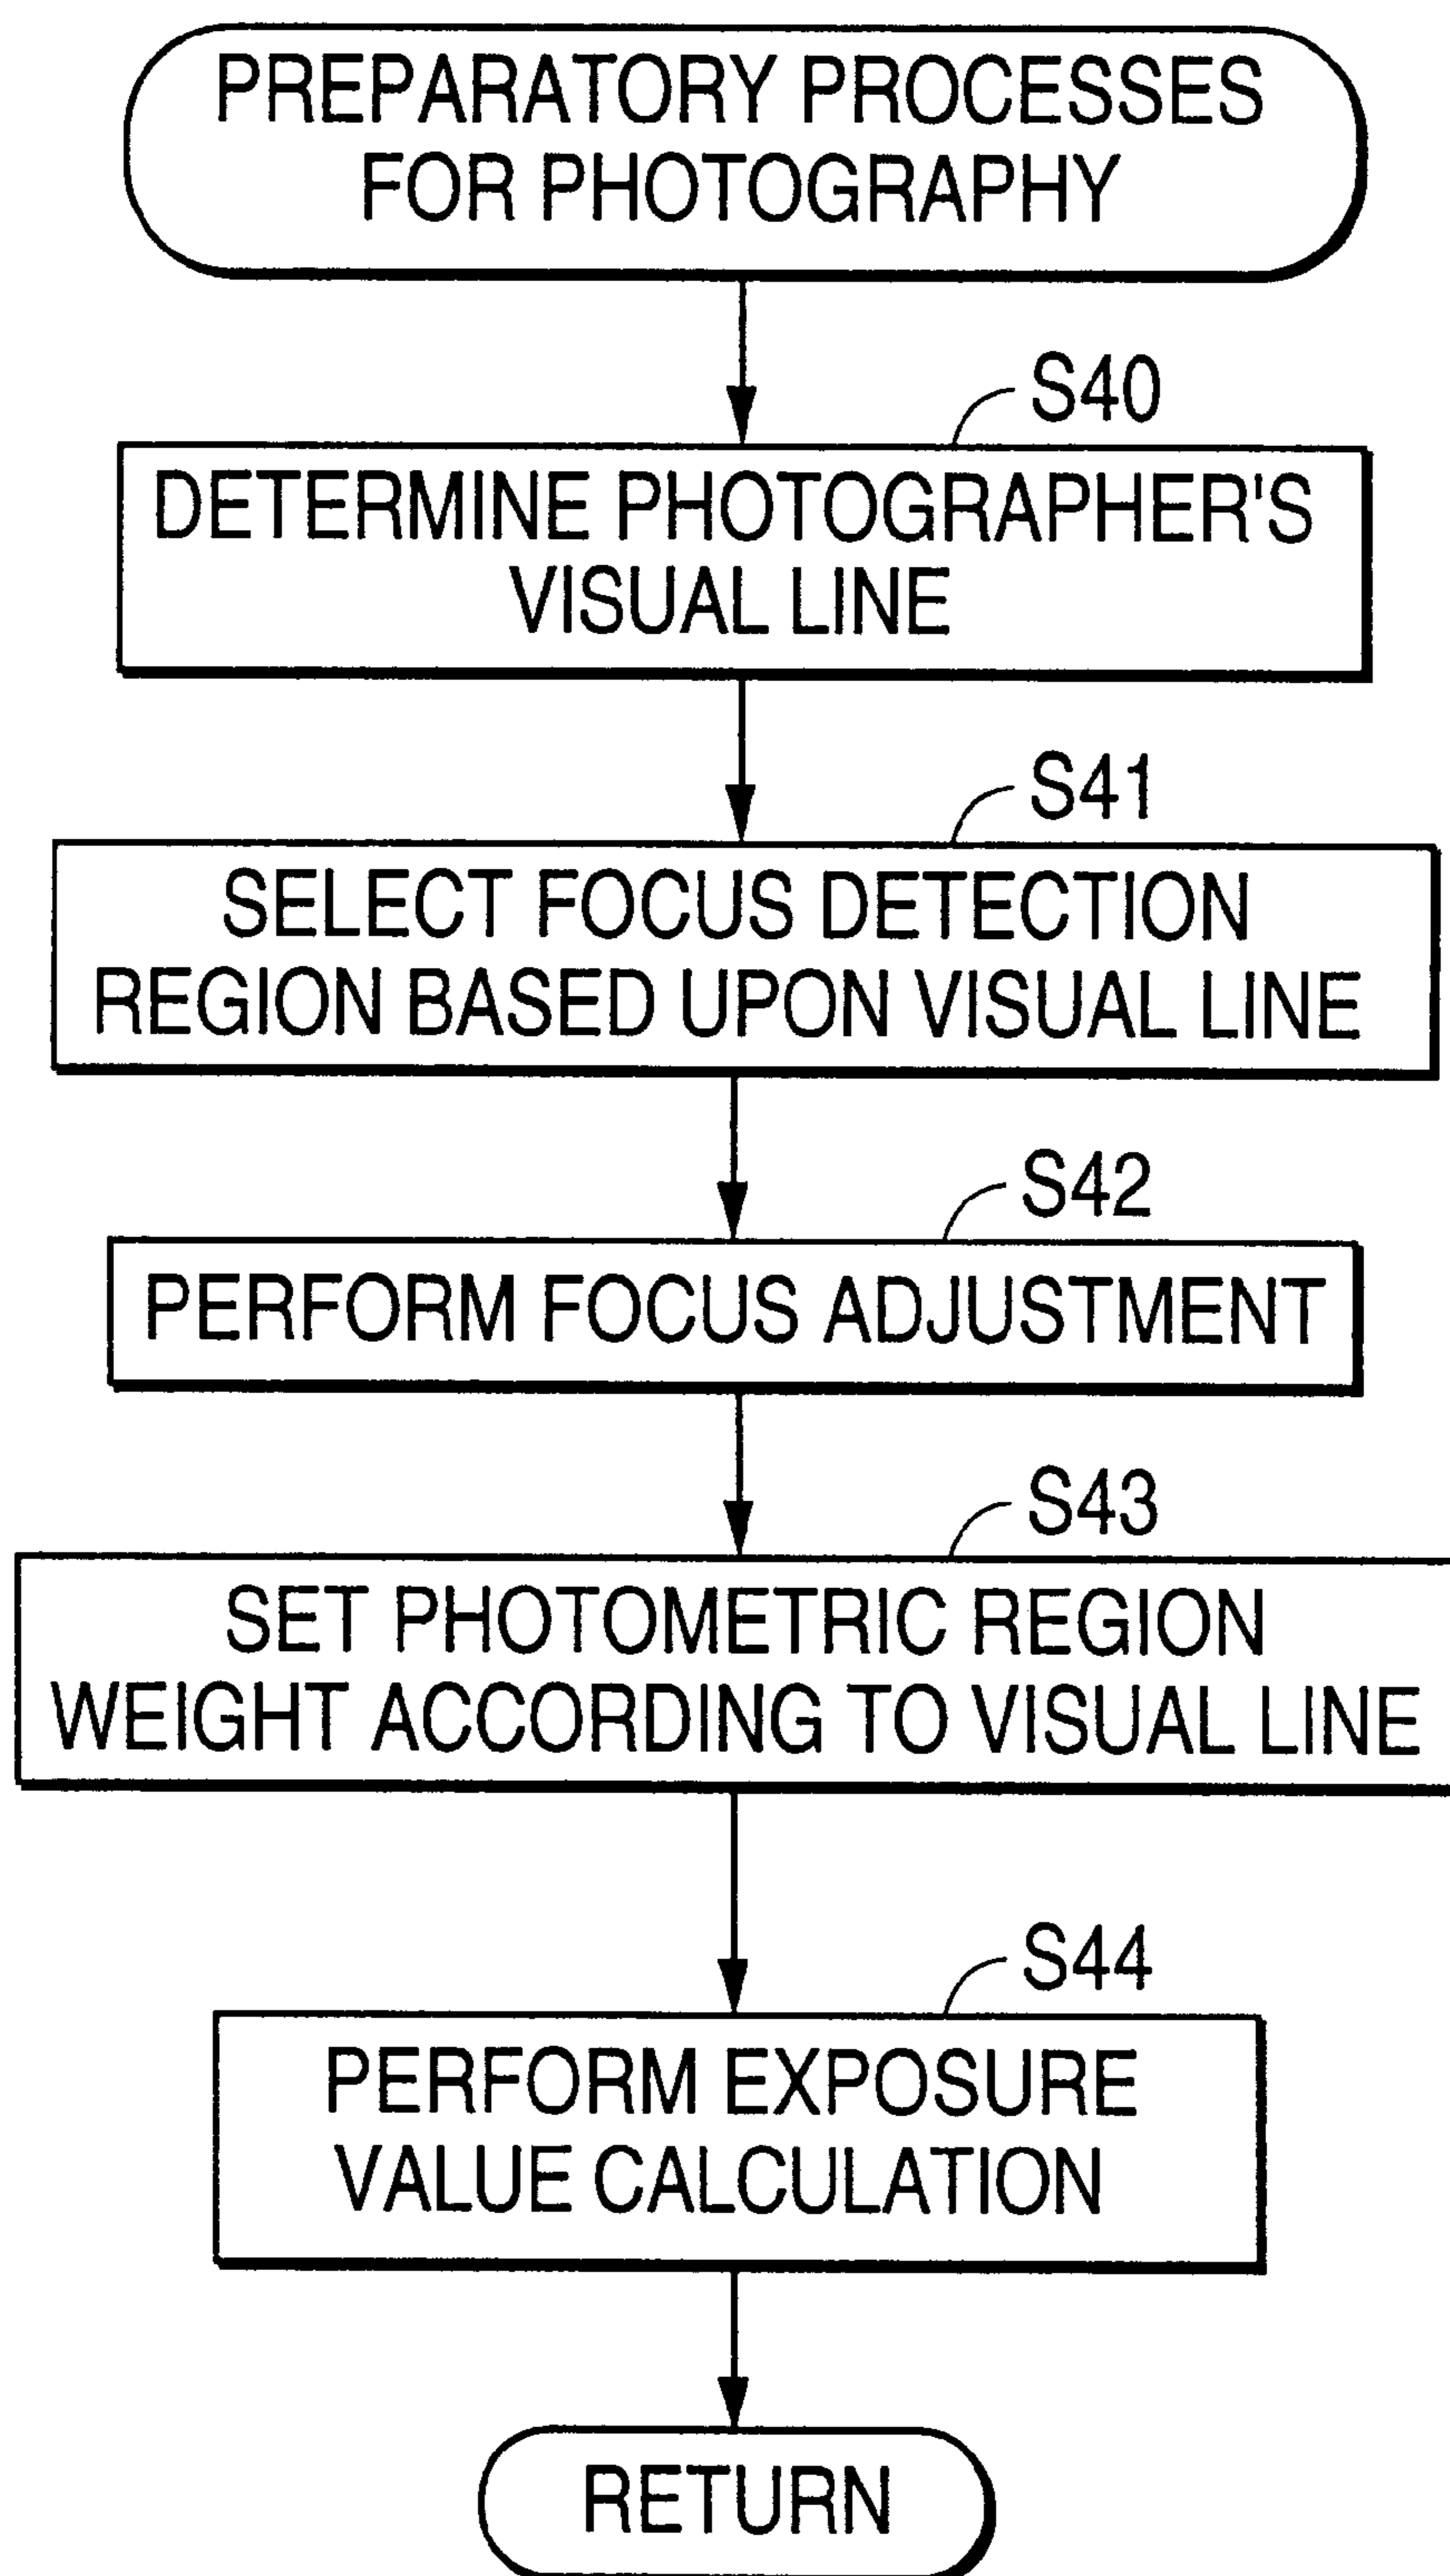 PREPARATORY PROCESSES
FOR PHOTOGRAPHY
S40
DETERMINE PHOTOGRAPHER'S
VISUAL LINE
S41
SELECT FOCUS DETECTION
REGION BASED UPON VISUAL LINE
S42
PERFORM FOCUS ADJUSTMENT
S43
SET PHOTOMETRIC REGION
WEIGHT ACCORDING TO VISUAL LINE
S44
PERFORM EXPOSURE
VALUE CALCULATION
RETURN